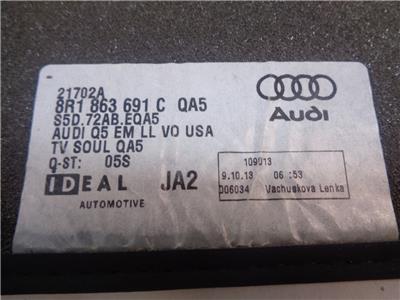 21702A
8R1 863 691 C QA5
S5D.72AB.EQA5
AUDI Q5 EM LL VO USA
TV SOUL QA5
Q-ST: 05S
IDEAL JA2
AUTOMOTIVE
Audi
109013
9.10.13 06:53
006034 Vachuskova Lenka